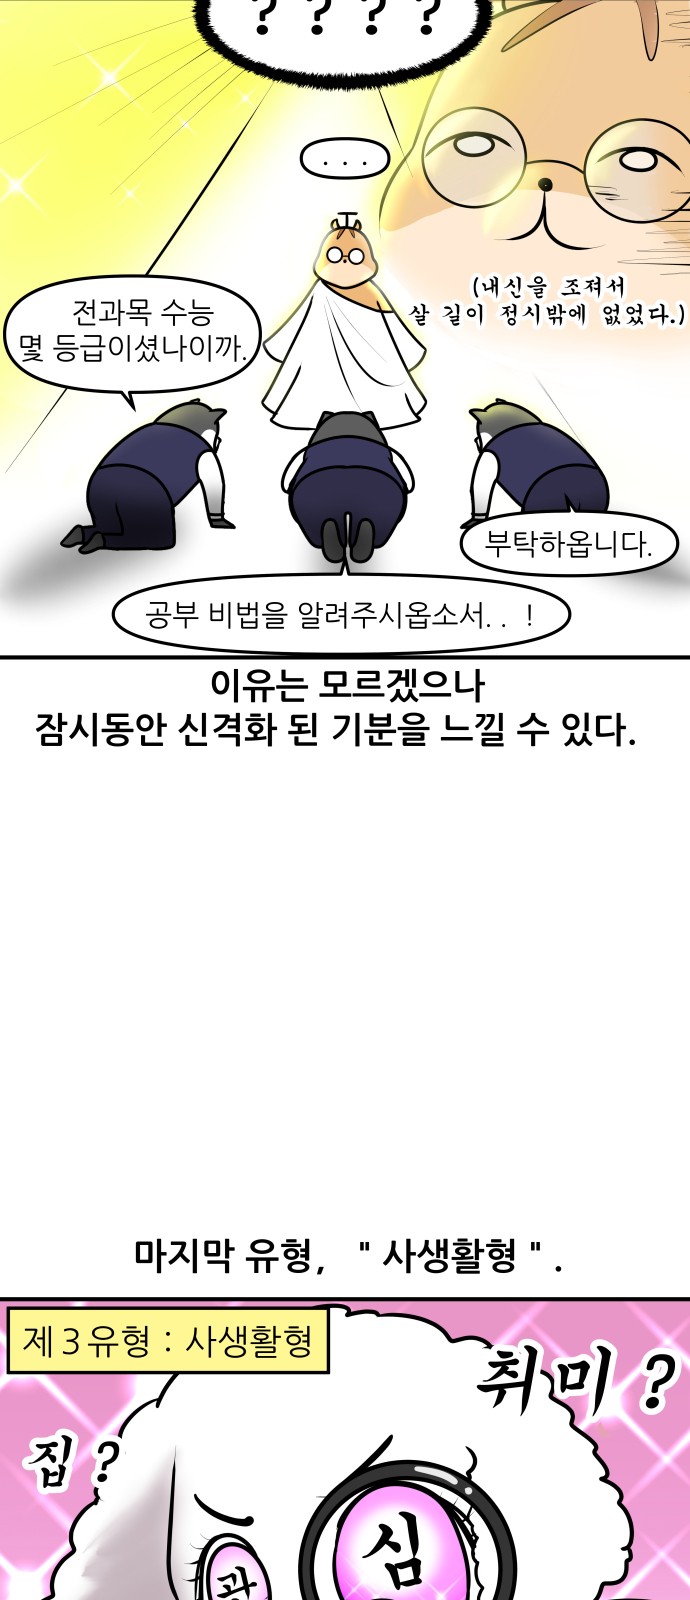 ? ? ? ?
. . .
(내신을 조져서
살 길이 정시밖에 없었다.)
전과목 수능
몇 등급이셨나이까.
부탁하옵니다.
공부 비법을 알려주시옵소서. . !
이유는 모르겠으나
잠시동안 신격화 된 기분을 느낄 수 있다.
마지막 유형, " 사생활형 " .
제 3 유형 : 사생활형
취미 ?
집 ?
심
관